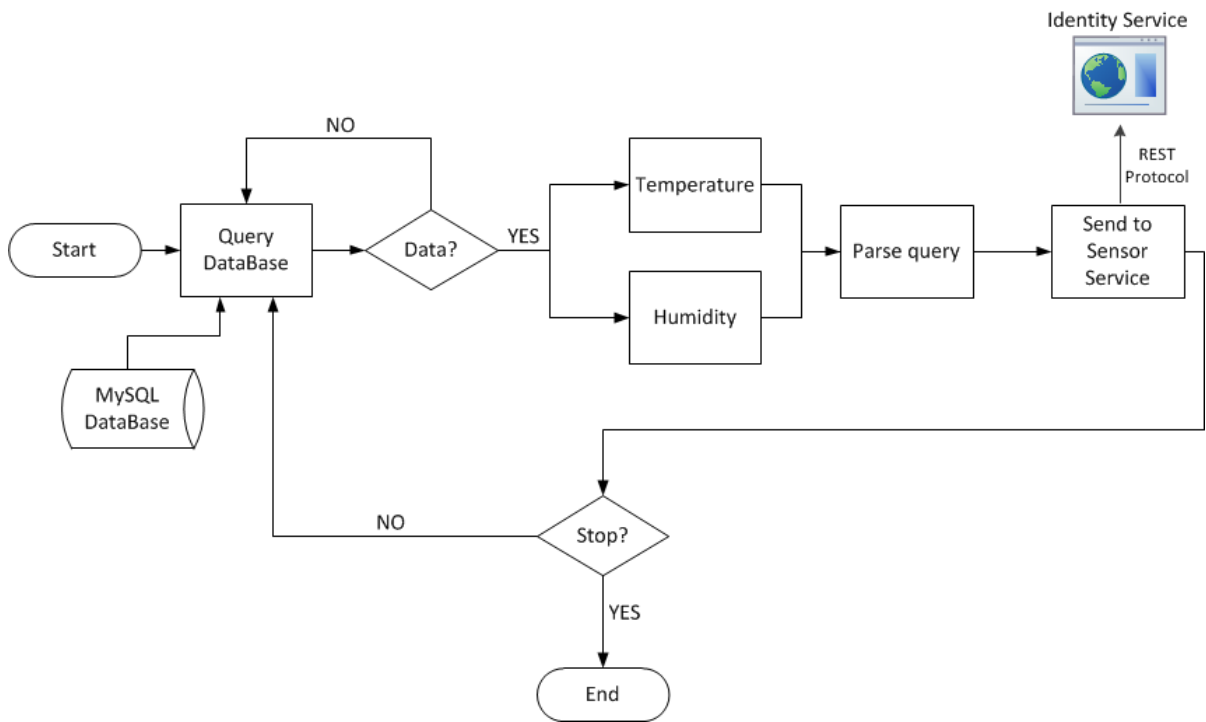 Identity Service
REST
Protocol
NO
Start
Query
DataBase
Data?
YES
Temperature
Humidity
Parse query
Send to
Sensor
Service
MySQL
DataBase
NO
Stop?
YES
End